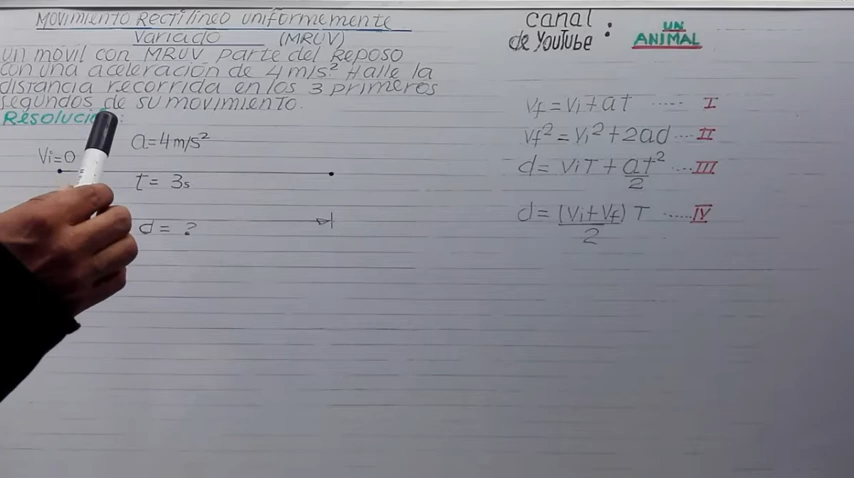 Movimiento Rectilíneo Uniformemente
Variado (MRUV)
Un móvil con MRUV parte del reposo
con una aceleración de 4 m/s². Halle la
distancia recorrida en los 3 primeros
segundos de su movimiento.
a=4m/s²
Vi=0
t= 3s
d = ?
canal :
de YouTube
UN
ANIMAL
Vf = Vi + at ..... I
Vf² = Vi² + 2ad .... II
d = ViT + at²/2 ....III
d = (Vi + Vf)/2 T ......IV